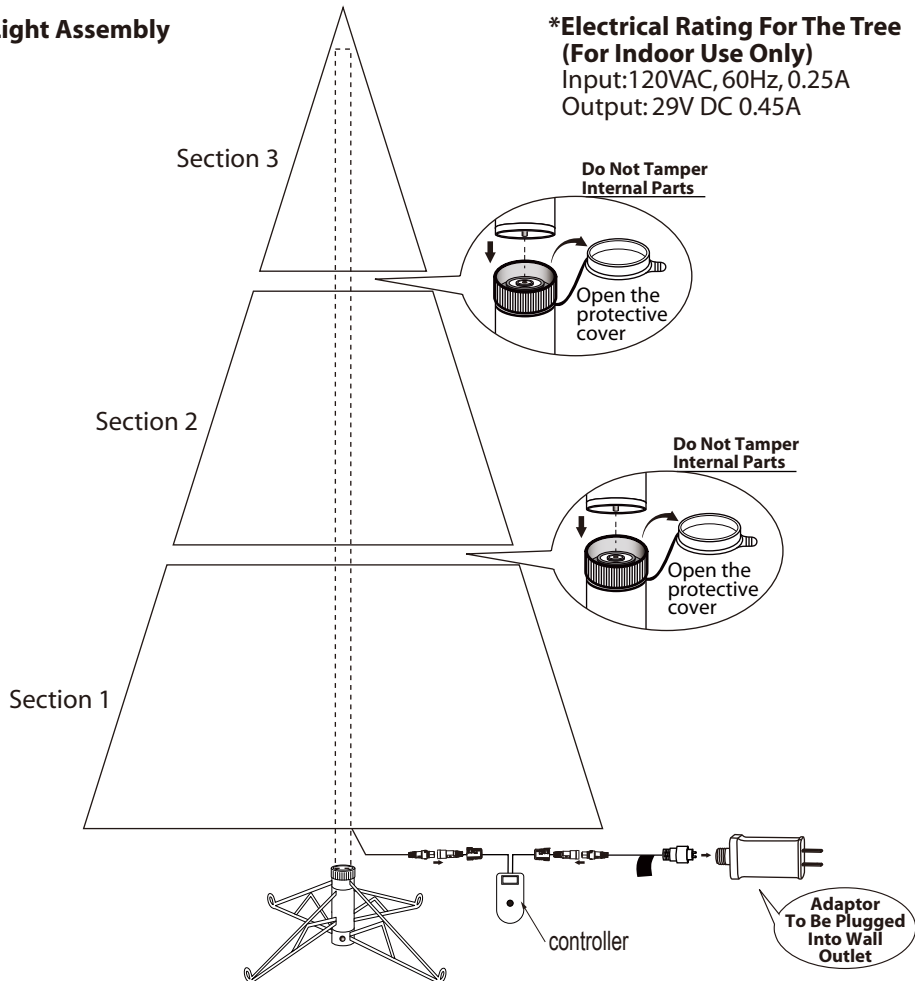 Light Assembly
*Electrical Rating For The Tree
(For Indoor Use Only)
Input:120VAC, 60Hz, 0.25A
Output: 29V DC 0.45A
Section 3
Do Not Tamper
Internal Parts
Open the
protective
cover
Section 2
Do Not Tamper
Internal Parts
Open the
protective
cover
Section 1
controller
Adaptor
To Be Plugged
Into Wall
Outlet